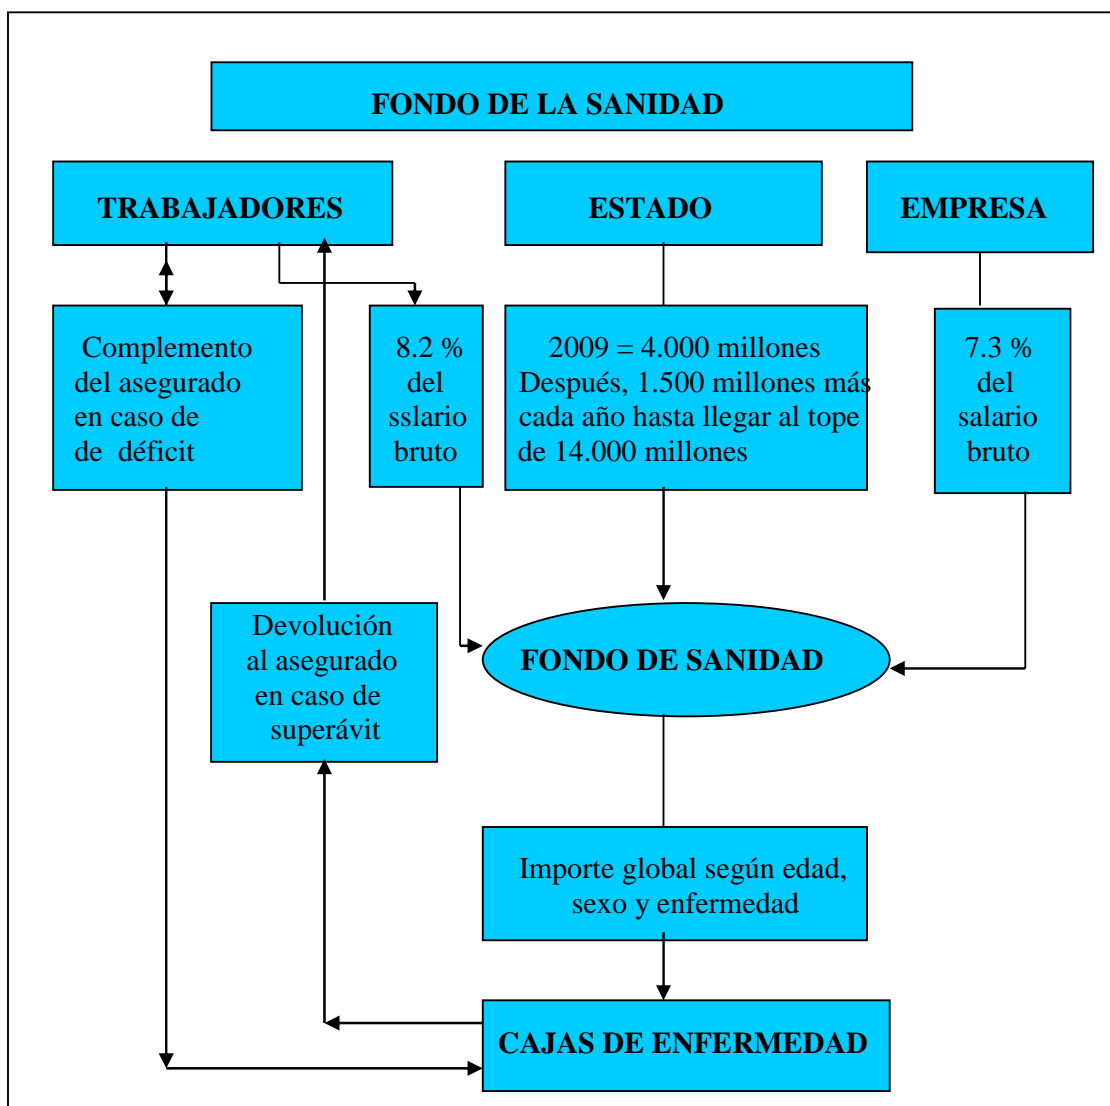 FONDO DE LA SANIDAD
TRABAJADORES
ESTADO
EMPRESA
Complemento
del asegurado
en caso de
de déficit
8.2 %
del
sslario
bruto
2009 = 4.000 millones
Después, 1.500 millones más
cada año hasta llegar al tope
de 14.000 millones
7.3 %
del
salario
bruto
Devolución
al asegurado
en caso de
superávit
FONDO DE SANIDAD
Importe global según edad,
sexo y enfermedad
CAJAS DE ENFERMEDAD